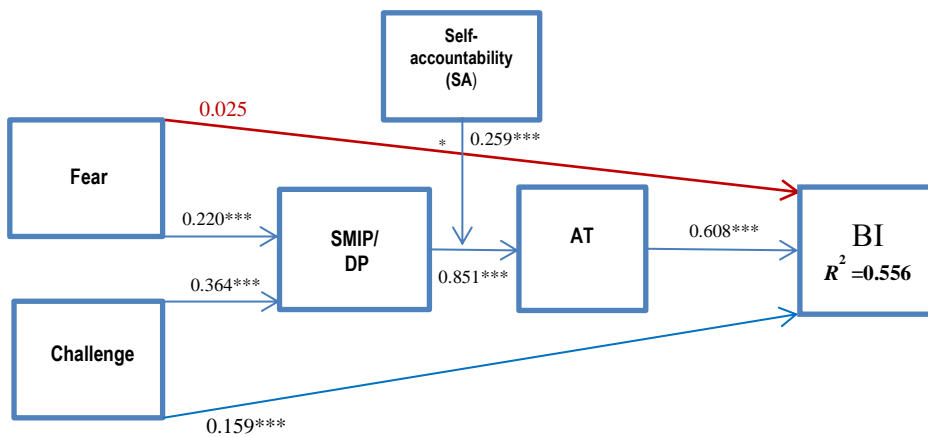 Self-
accountability
(SA)
0.025
*
0.259***
Fear
0.220***
SMIP/
DP
0.851***
AT
0.608***
BI
R² =0.556
0.364***
Challenge
0.159***